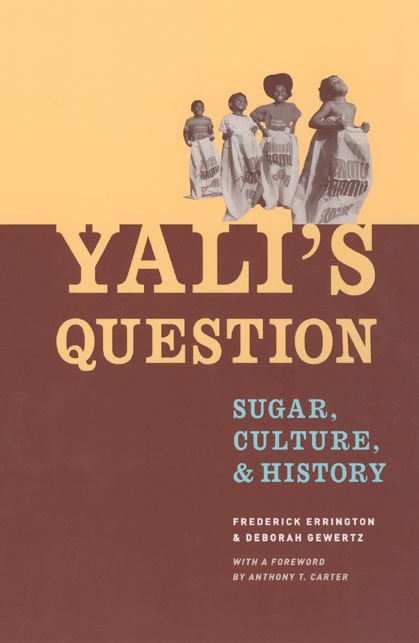 YALI'S
QUESTION
SUGAR,
CULTURE,
& HISTORY
FREDERICK ERRINGTON
& DEBORAH GEWERTZ
WITH A FOREWORD
BY ANTHONY T. CARTER